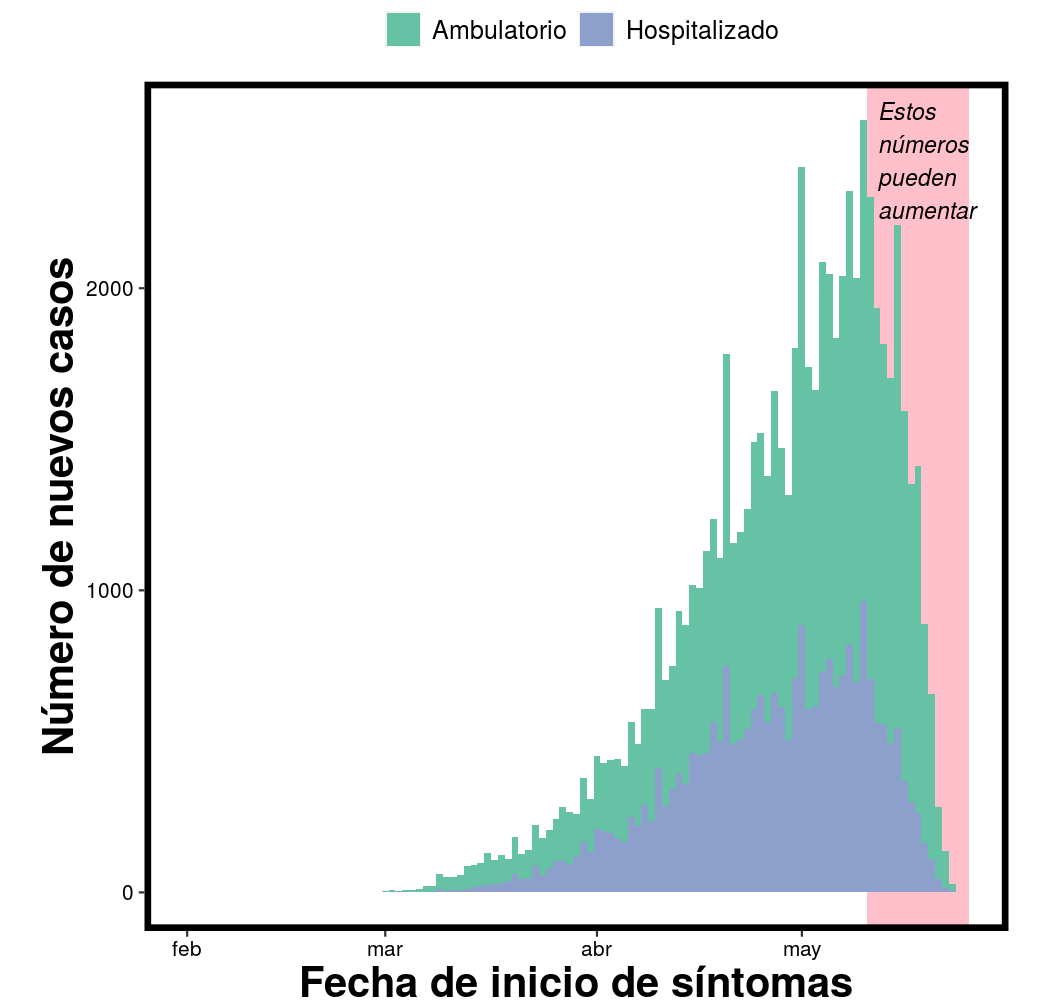 Ambulatorio Hospitalizado
Estos
números
pueden
aumentar
Número de nuevos casos
2000
1000
0
feb mar abr may
Fecha de inicio de síntomas